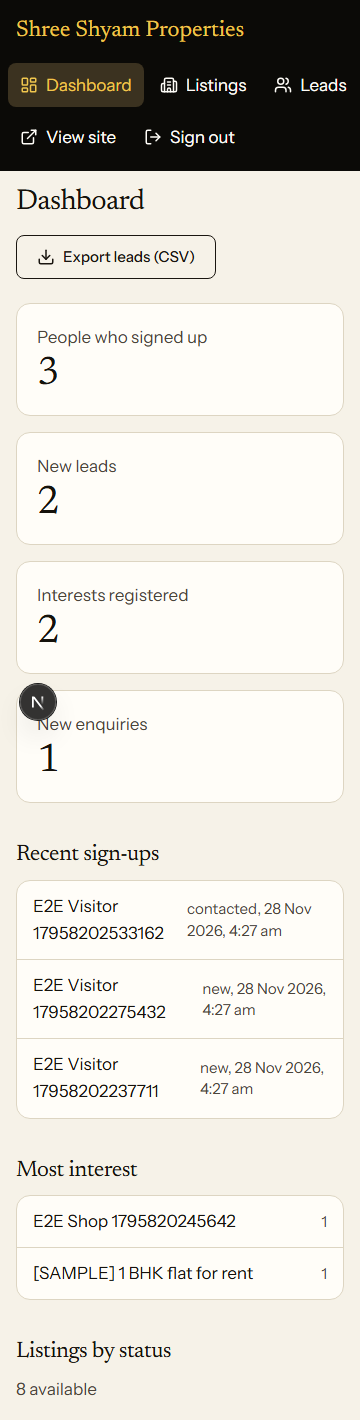 Shree Shyam Properties
Dashboard
Listings
Leads
View site
Sign out
Dashboard
Export leads (CSV)
People who signed up
3
New leads
2
Interests registered
2
N
New enquiries
1
Recent sign-ups
E2E Visitor
17958202533162
contacted, 28 Nov
2026, 4:27 am
E2E Visitor
17958202275432
new, 28 Nov 2026,
4:27 am
E2E Visitor
17958202237711
new, 28 Nov 2026,
4:27 am
Most interest
E2E Shop 1795820245642 1
[SAMPLE] 1 BHK flat for rent 1
Listings by status
8 available